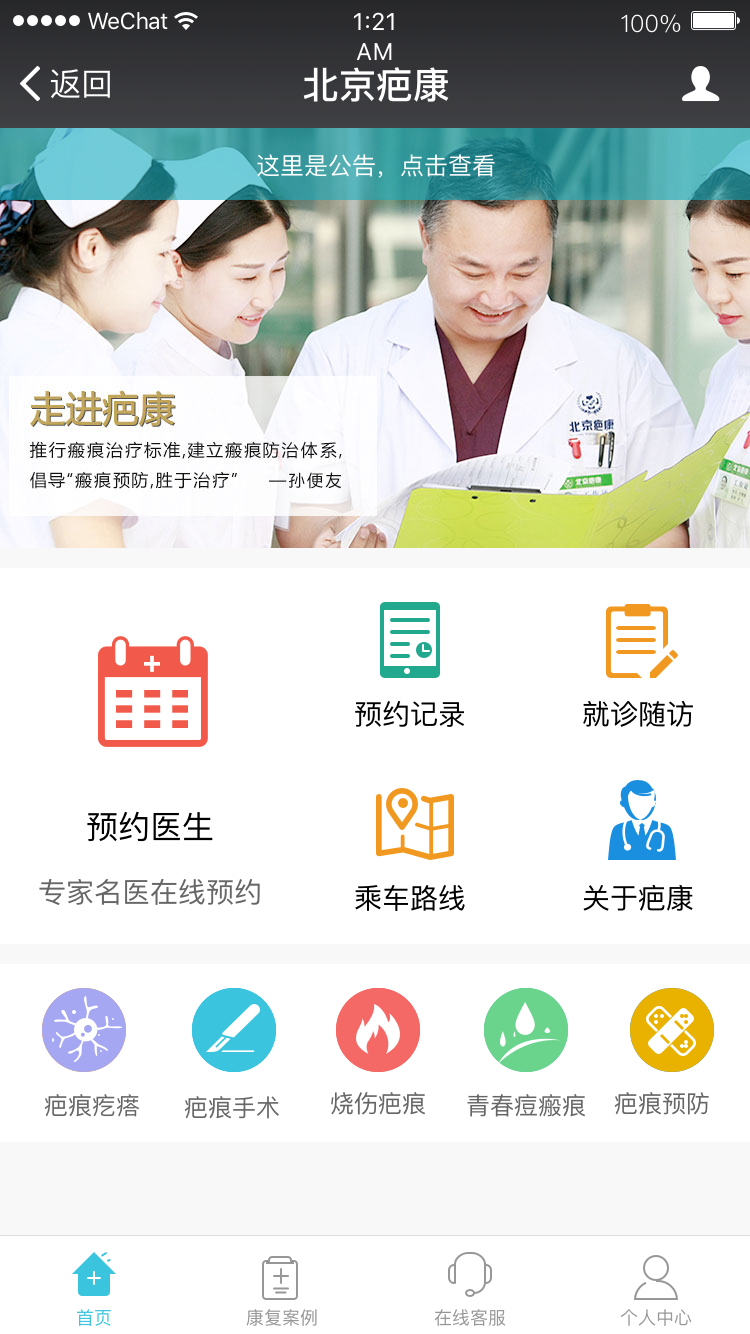 WeChat
1:21 AM
100%
返回
北京疤康
这里是公告，点击查看
北京疤康
走进疤康
推行瘢痕治疗标准,建立瘢痕防治体系,
倡导"瘢痕预防,胜于治疗" —孙便友
预约记录
就诊随访
预约医生
专家名医在线预约
乘车路线
关于疤康
疤痕疙瘩
疤痕手术
烧伤疤痕
青春痘瘢痕
疤痕预防
首页
康复案例
在线客服
个人中心